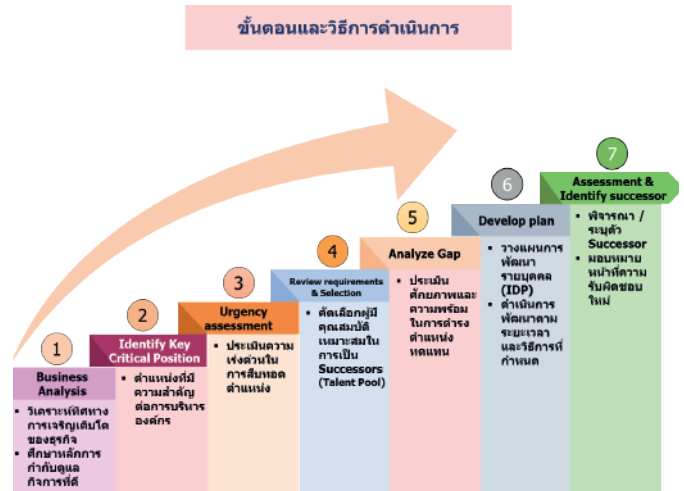 ขั้นตอนและวิธีการดำเนินการ
1
Business
Analysis
▪ วิเคราะห์ทิศทาง
การเจริญเติบโต
ของธุรกิจ
▪ ศึกษาหลักการ
กำกับดูแล
กิจการที่ดี
2
Identify Key
Critical Position
▪ ตำแหน่งที่มี
ความสำคัญ
ต่อการบริหาร
องค์กร
3
Urgency
assessment
▪ ประเมินความ
เร่งด่วนใน
การสืบทอด
ตำแหน่ง
4
Review requirements
& Selection
▪ คัดเลือกผู้มี
คุณสมบัติ
เหมาะสมใน
การเป็น
Successors
(Talent Pool)
5
Analyze Gap
▪ ประเมิน
ศักยภาพและ
ความพร้อม
ในการดำรง
ตำแหน่ง
ทดแทน
6
Develop plan
▪ วางแผนการ
พัฒนา
รายบุคคล
(IDP)
▪ ดำเนินการ
พัฒนาตาม
ระยะเวลา
และวิธีการที่
กำหนด
7
Assessment &
Identify successor
▪ พิจารณา /
ระบุตัว
Successor
▪ มอบหมาย
หน้าที่ความ
รับผิดชอบ
ใหม่